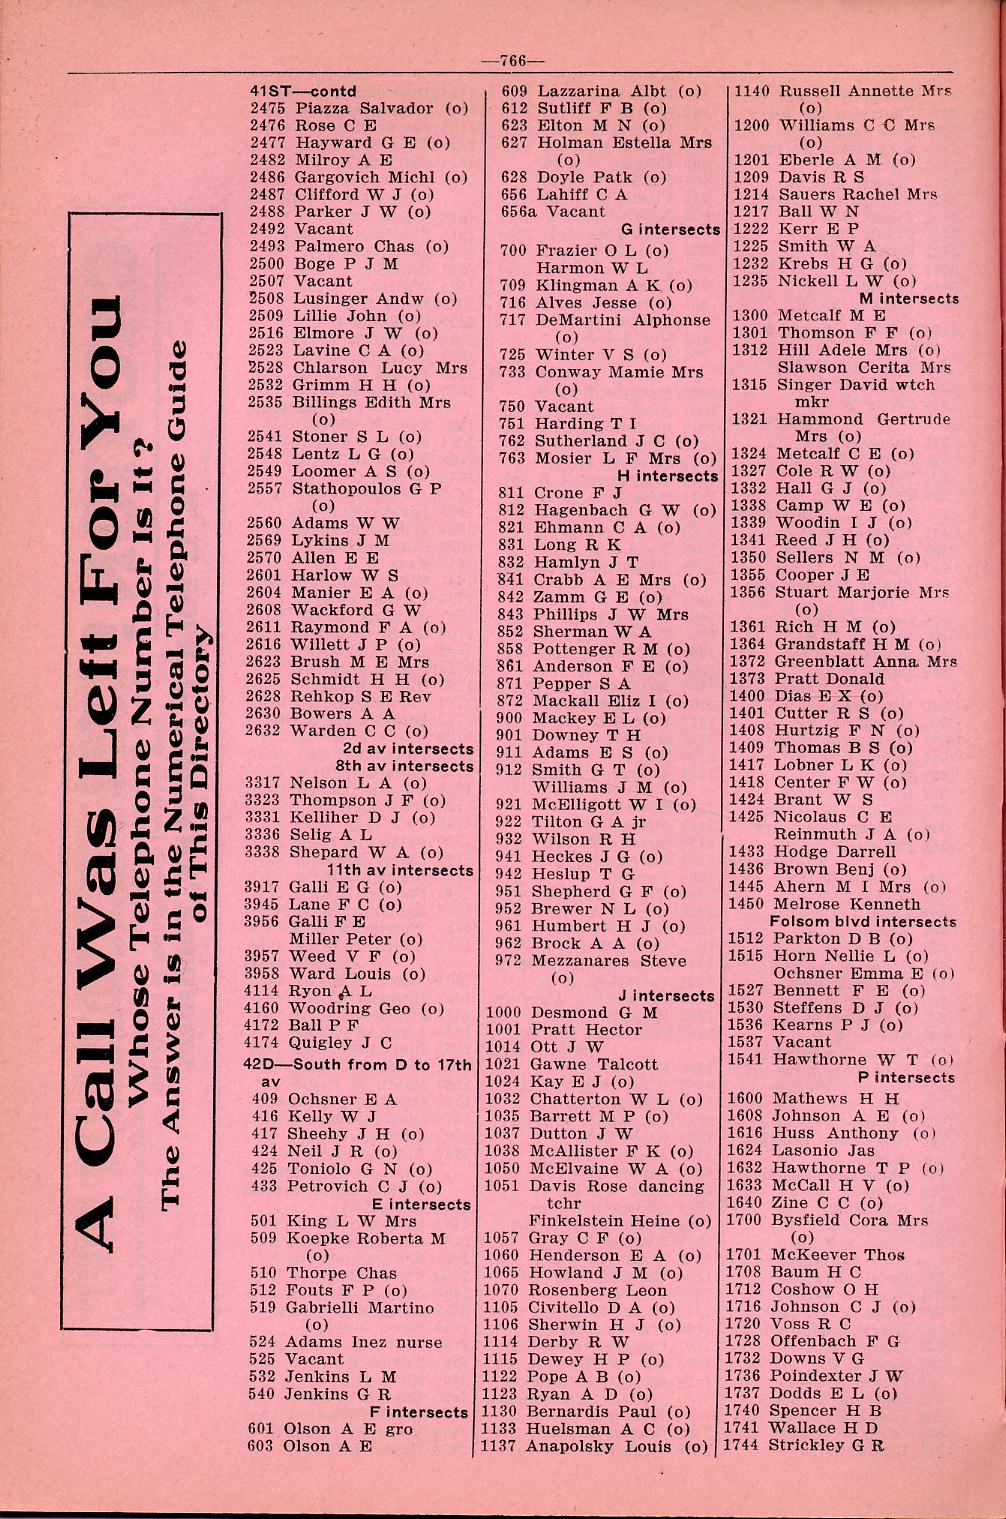 —766—
A Call Was Left For You
Whose Telephone Number Is It?
The Answer is in the Numerical Telephone Guide
of This Directory
41ST—contd
2475 Piazza Salvador (o)
2476 Rose C E
2477 Hayward G E (o)
2482 Milroy A E
2486 Gargovich Michl (o)
2487 Clifford W J (o)
2488 Parker J W (o)
2492 Vacant
2493 Palmero Chas (o)
2500 Boge P J M
2507 Vacant
2508 Lusinger Andw (o)
2509 Lillie John (o)
2516 Elmore J W (o)
2523 Lavine C A (o)
2528 Chlarson Lucy Mrs
2532 Grimm H H (o)
2535 Billings Edith Mrs
(o)
2541 Stoner S L (o)
2548 Lentz L G (o)
2549 Loomer A S (o)
2557 Stathopoulos G P
(o)
2560 Adams W W
2569 Lykins J M
2570 Allen E E
2601 Harlow W S
2604 Manier E A (o)
2608 Wackford G W
2611 Raymond F A (o)
2616 Willett J P (o)
2623 Brush M E Mrs
2625 Schmidt H H (o)
2628 Rehkop S E Rev
2630 Bowers A A
2632 Warden C C (o)
2d av intersects
8th av intersects
3317 Nelson L A (o)
3323 Thompson J F (o)
3331 Kelliher D J (o)
3336 Selig A L
3338 Shepard W A (o)
11th av intersects
3917 Galli E G (o)
3945 Lane F C (o)
3956 Galli F E
Miller Peter (o)
3957 Weed V F (o)
3958 Ward Louis (o)
4114 Ryon A L
4160 Woodring Geo (o)
4172 Ball P F
4174 Quigley J C
42D—South from D to 17th
av
409 Ochsner E A
416 Kelly W J
417 Sheehy J H (o)
424 Neil J R (o)
425 Toniolo G N (o)
433 Petrovich C J (o)
E intersects
501 King L W Mrs
509 Koepke Roberta M
(o)
510 Thorpe Chas
512 Fouts F P (o)
519 Gabrielli Martino
(o)
524 Adams Inez nurse
525 Vacant
532 Jenkins L M
540 Jenkins G R
F intersects
601 Olson A E gro
603 Olson A E
609 Lazzarina Albt (o)
612 Sutliff F B (o)
623 Elton M N (o)
627 Holman Estella Mrs
(o)
628 Doyle Patk (o)
656 Lahiff C A
656a Vacant
G intersects
700 Frazier O L (o)
Harmon W L
709 Klingman A K (o)
716 Alves Jesse (o)
717 DeMartini Alphonse
(o)
725 Winter V S (o)
733 Conway Mamie Mrs
(o)
750 Vacant
751 Harding T I
762 Sutherland J C (o)
763 Mosier L F Mrs (o)
H intersects
811 Crone F J
812 Hagenbach G W (o)
821 Ehmann C A (o)
831 Long R K
832 Hamlyn J T
841 Crabb A E Mrs (o)
842 Zamm G E (o)
843 Phillips J W Mrs
852 Sherman W A
858 Pottenger R M (o)
861 Anderson F E (o)
871 Pepper S A
872 Mackall Eliz I (o)
900 Mackey E L (o)
901 Downey T H
911 Adams E S (o)
912 Smith G T (o)
Williams J M (o)
921 McElligott W I (o)
922 Tilton G A jr
932 Wilson R H
941 Heckes J G (o)
942 Heslup T G
951 Shepherd G F (o)
952 Brewer N L (o)
961 Humbert H J (o)
962 Brock A A (o)
972 Mezzanares Steve
(o)
J intersects
1000 Desmond G M
1001 Pratt Hector
1014 Ott J W
1021 Gawne Talcott
1024 Kay E J (o)
1032 Chatterton W L (o)
1035 Barrett M P (o)
1037 Dutton J W
1038 McAllister F K (o)
1050 McElvaine W A (o)
1051 Davis Rose dancing
tchr
Finkelstein Heine (o)
1057 Gray C F (o)
1060 Henderson E A (o)
1065 Howland J M (o)
1070 Rosenberg Leon
1105 Civitello D A (o)
1106 Sherwin H J (o)
1114 Derby R W
1115 Dewey H P (o)
1122 Pope A B (o)
1123 Ryan A D (o)
1130 Bernardis Paul (o)
1133 Huelsman A C (o)
1137 Anapolsky Louis (o)
1140 Russell Annette Mrs
(o)
1200 Williams C C Mrs
(o)
1201 Eberle A M (o)
1209 Davis R S
1214 Sauers Rachel Mrs
1217 Ball W N
1222 Kerr E P
1225 Smith W A
1232 Krebs H G (o)
1235 Nickell L W (o)
M intersects
1300 Metcalf M E
1301 Thomson F F (o)
1312 Hill Adele Mrs (o)
Slawson Cerita Mrs
1315 Singer David wtch
mkr
1321 Hammond Gertrude
Mrs (o)
1324 Metcalf C E (o)
1327 Cole R W (o)
1332 Hall G J (o)
1338 Camp W E (o)
1339 Woodin I J (o)
1341 Reed J H (o)
1350 Sellers N M (o)
1355 Cooper J E
1356 Stuart Marjorie Mrs
(o)
1361 Rich H M (o)
1364 Grandstaff H M (o)
1372 Greenblatt Anna Mrs
1373 Pratt Donald
1400 Dias E X (o)
1401 Cutter R S (o)
1408 Hurtzig F N (o)
1409 Thomas B S (o)
1417 Lobner L K (o)
1418 Center F W (o)
1424 Brant W S
1425 Nicolaus C E
Reinmuth J A (o)
1433 Hodge Darrell
1436 Brown Benj (o)
1445 Ahern M I Mrs (o)
1450 Melrose Kenneth
Folsom blvd intersects
1512 Parkton D B (o)
1515 Horn Nellie L (o)
Ochsner Emma E (o)
1527 Bennett F E (o)
1530 Steffens D J (o)
1536 Kearns P J (o)
1537 Vacant
1541 Hawthorne W T (o)
P intersects
1600 Mathews H H
1608 Johnson A E (o)
1616 Huss Anthony (o)
1624 Lasonio Jas
1632 Hawthorne T P (o)
1633 McCall H V (o)
1640 Zine C C (o)
1700 Bysfield Cora Mrs
(o)
1701 McKeever Thos
1708 Baum H C
1712 Coshow O H
1716 Johnson C J (o)
1720 Voss R C
1728 Offenbach F G
1732 Downs V G
1736 Poindexter J W
1737 Dodds E L (o)
1740 Spencer H B
1741 Wallace H D
1744 Strickley G R